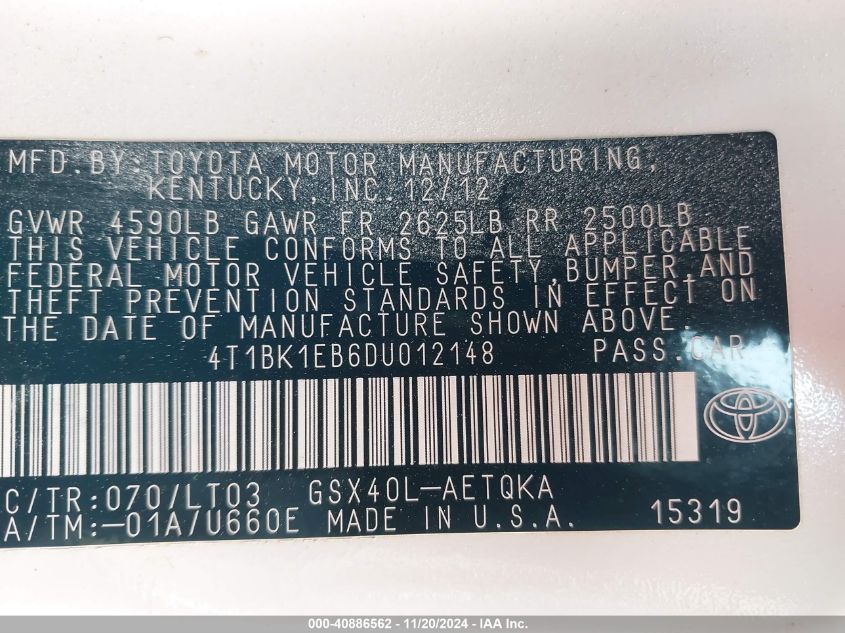 MFD. BY: TOYOTA MOTOR MANUFACTURING,
KENTUCKY, INC. 12/12
GVWR 4590LB GAWR FR 2625LB RR 2500LB
THIS VEHICLE CONFORMS TO ALL APPLICABLE
FEDERAL MOTOR VEHICLE SAFETY, BUMPER, AND
THEFT PREVENTION STANDARDS IN EFFECT ON
THE DATE OF MANUFACTURE SHOWN ABOVE.
4T1BK1EB6DU012148 PASS. CAR
C/TR: 070/LT03 GSX40L-AETQKA
A/TM: -01A/U660E MADE IN U.S.A. 15319
000-40886562 - 11/20/2024 - IAA Inc.